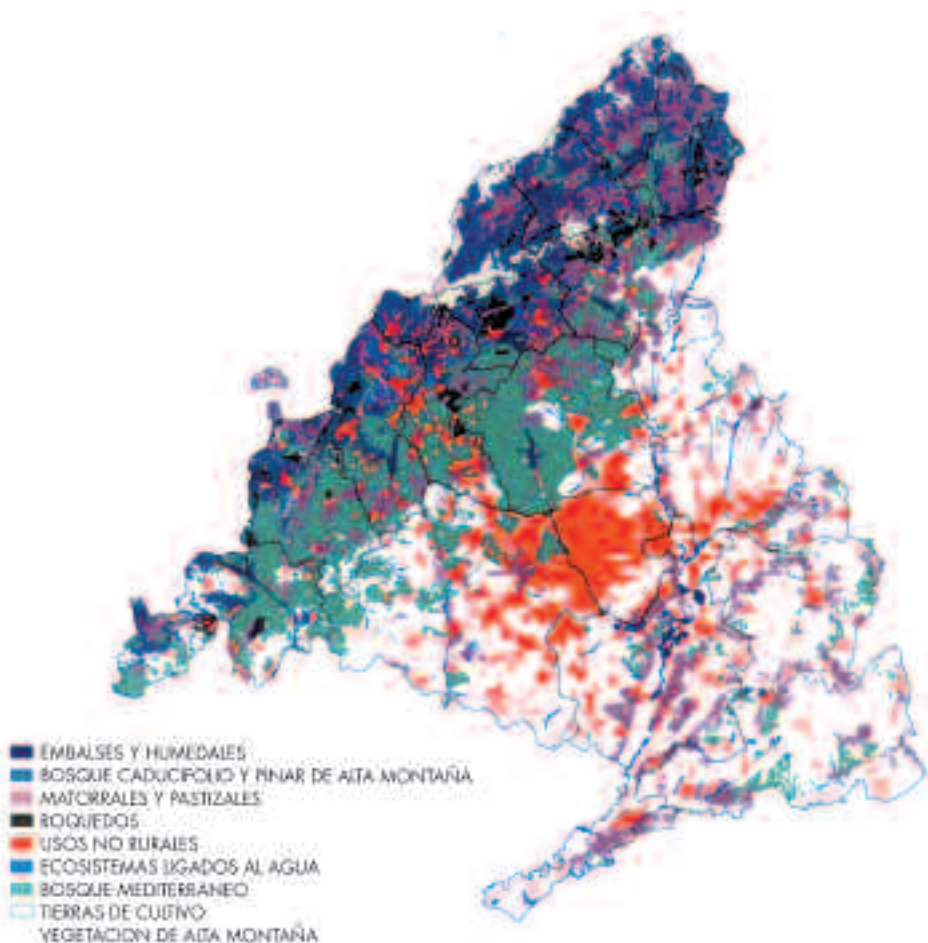 EMBALSES Y HUMEDALES
BOSQUE CADUCIFOLIO Y PINAR DE ALTA MONTAÑA
MATORRALES Y PASTIZALES
ROQUEDOS
USOS NO RURALES
ECOSISTEMAS LIGADOS AL AGUA
BOSQUE MEDITERRANEO
TIERRAS DE CULTIVO
VEGETACION DE ALTA MONTAÑA